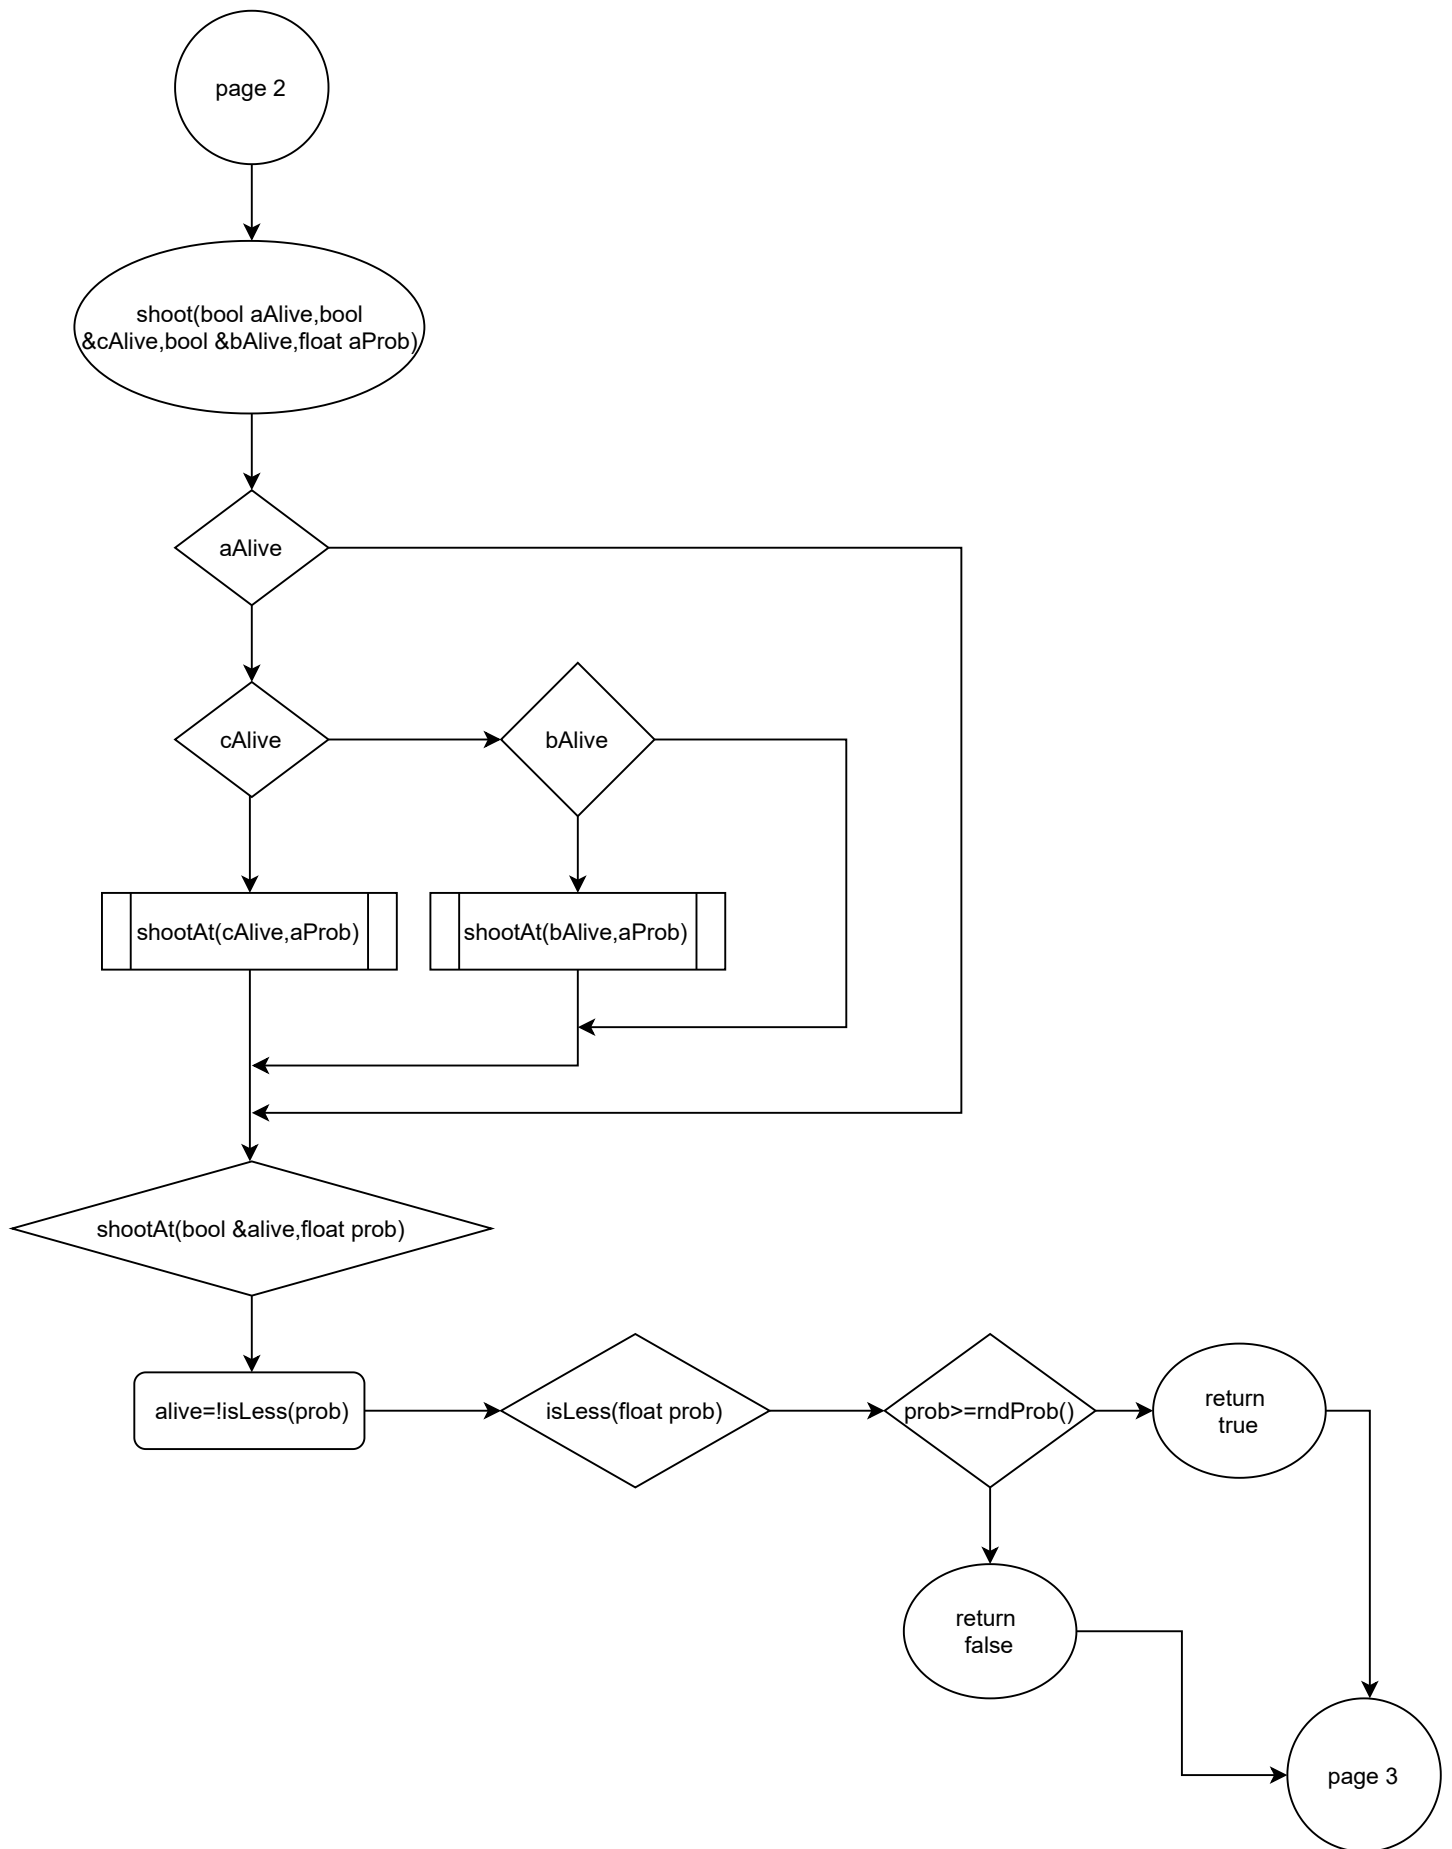 page 2
shoot(bool aAlive,bool
&cAlive,bool &bAlive,float aProb)
aAlive
cAlive
bAlive
shootAt(cAlive,aProb)
shootAt(bAlive,aProb)
shootAt(bool &alive,float prob)
alive=!isLess(prob)
isLess(float prob)
prob>=rndProb()
return
true
return
false
page 3